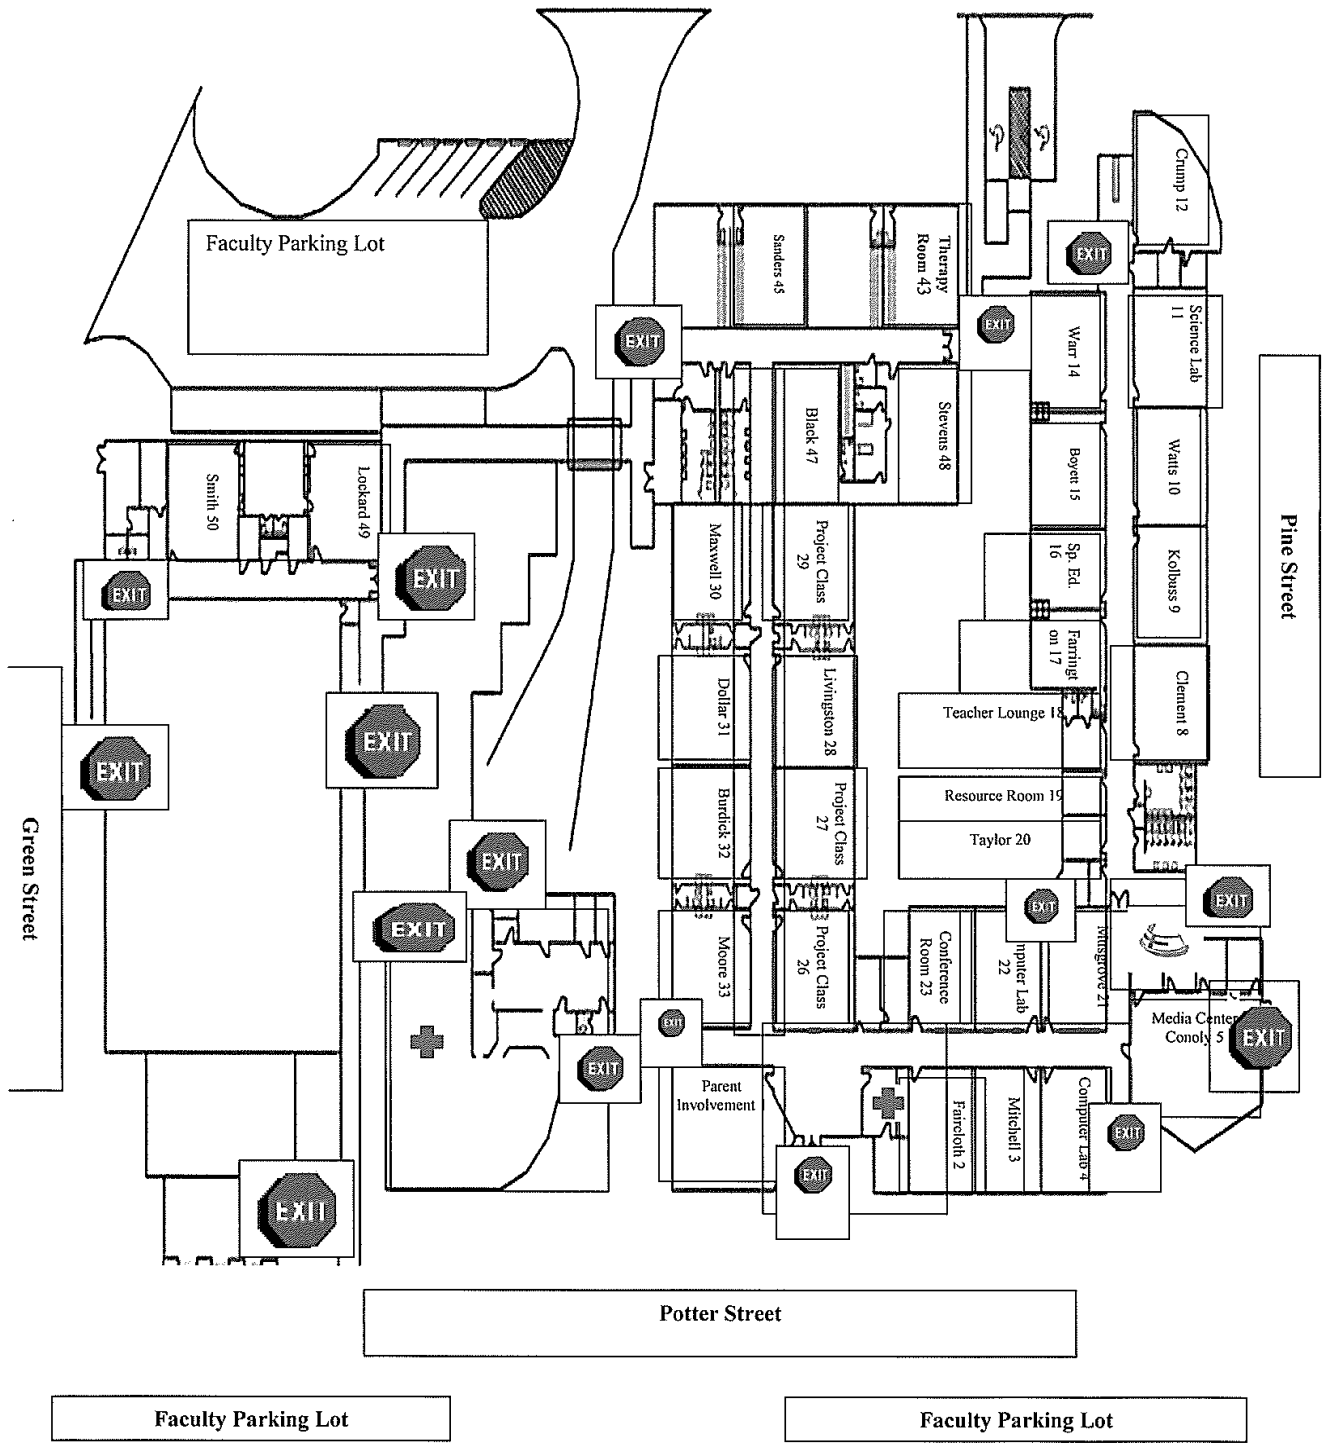 Crump 12
Faculty Parking Lot
Sanders 45
Therapy
Room 43
EXIT
EXIT
EXIT
Science Lab
11
Warr 14
Black 47
Stevens 48
Boyett 15
Watts 10
Smith 50
Lockard 49
Pine Street
Maxwell 30
Project Class
29
Sp. Ed.
16
Kolbuss 9
EXIT
EXIT
Farringt
on 17
Dollar 31
Livingston 28
Teacher Lounge 18
Clement 8
EXIT
EXIT
Burdick 32
Project Class
27
Resource Room 19
Taylor 20
Green Street
EXIT
EXIT
EXIT
EXIT
Moore 33
Project Class
26
Conference
Room 23
mputer Lab
22
Musgrove 21
EXIT
EXIT
Media Center
Conoly 5
EXIT
Parent
Involvement
Faircloth 2
Mitchell 3
Computer Lab 4
EXIT
EXIT
EXIT
Potter Street
Faculty Parking Lot
Faculty Parking Lot